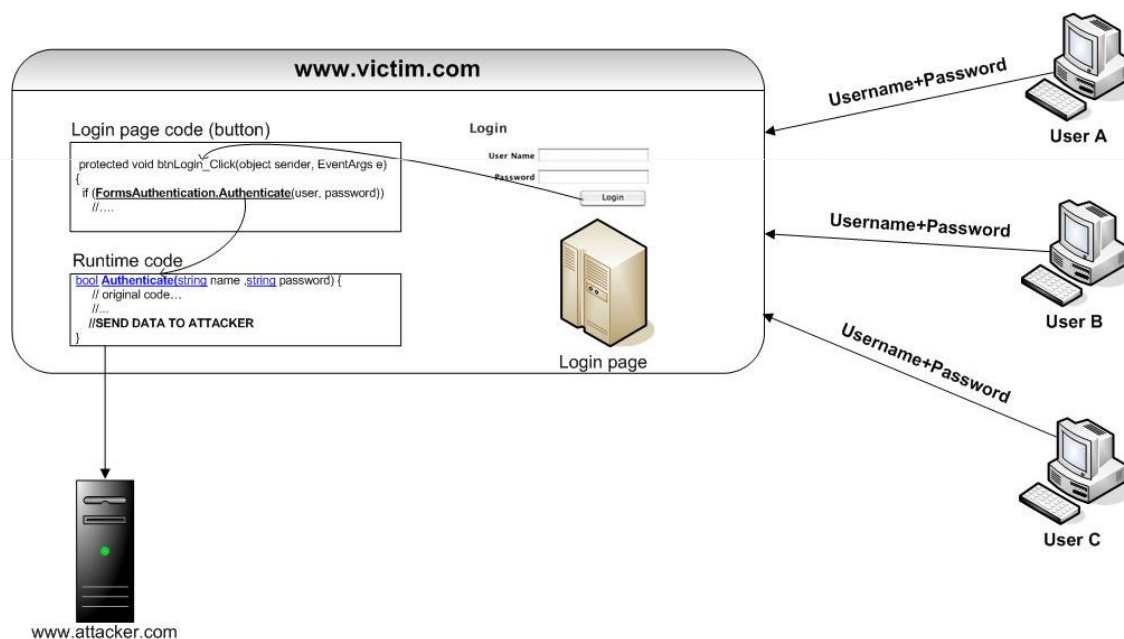 www.victim.com
Login page code (button)
protected void btnLogin_Click(object sender, EventArgs e)
{
if (FormsAuthentication.Authenticate(user, password))
//....
Runtime code
bool Authenticate(string name ,string password) {
// original code...
//...
//SEND DATA TO ATTACKER
}
Login
User Name
Password
Login
Login page
Username+Password
User A
Username+Password
User B
Username+Password
User C
www.attacker.com